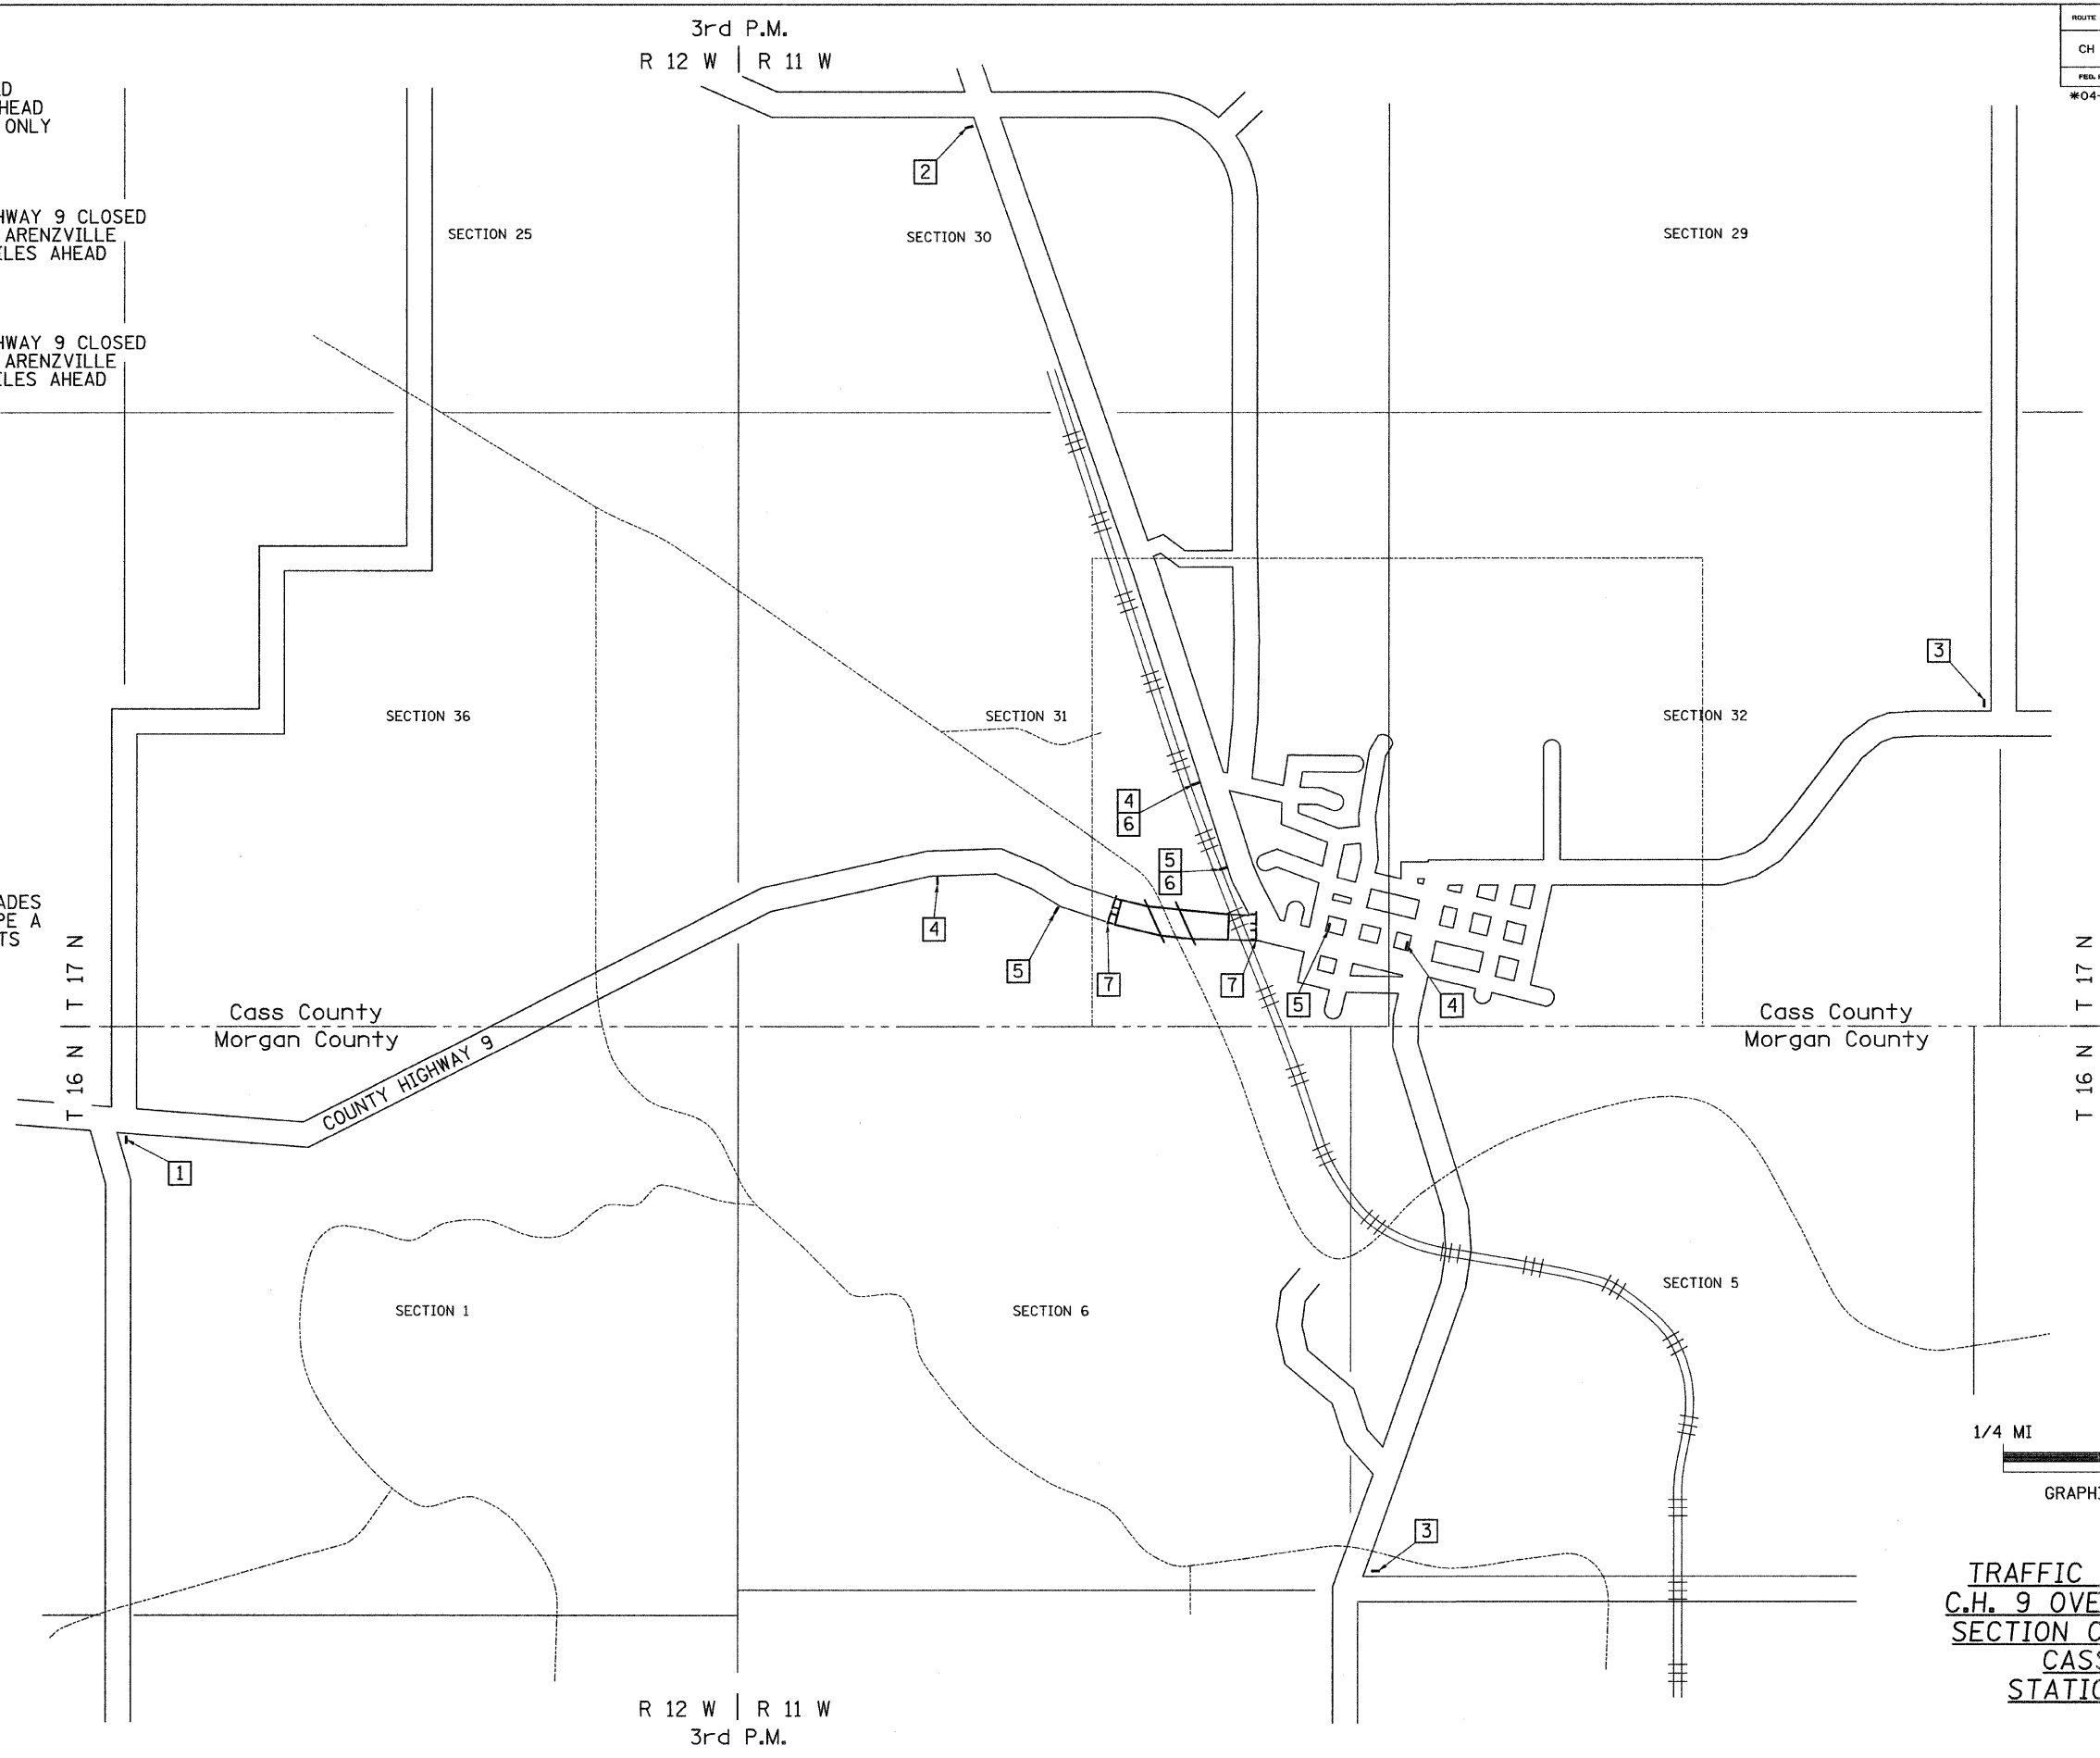 3rd P.M.
R 12 W | R 11 W
ROUTE
CH
FED.
*04-
D
HEAD
ONLY
HWAY 9 CLOSED
ARENZVILLE
ILES AHEAD
HWAY 9 CLOSED
ARENZVILLE
ILES AHEAD
2
SECTION 25
SECTION 30
SECTION 29
3
SECTION 36
SECTION 31
SECTION 32
4
6
5
6
ADES
PE A
TS
4
5
7
7
5
4
T 17 N
T 16 N
T 17 N
T 16 N
Cass County
Morgan County
Cass County
Morgan County
COUNTY HIGHWAY 9
1
SECTION 1
SECTION 6
SECTION 5
1/4 MI
GRAPHI
3
TRAFFIC
C.H. 9 OVE
SECTION
CASS
STATIO
R 12 W | R 11 W
3rd P.M.